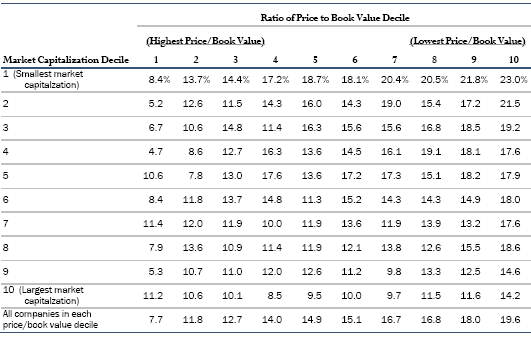 Ratio of Price to Book Value Decile
(Highest Price/Book Value) (Lowest Price/Book Value)
Market Capitalization Decile 1 2 3 4 5 6 7 8 9 10
1 (Smallest market 8.4% 13.7% 14.4% 17.2% 18.7% 18.1% 20.4% 20.5% 21.8% 23.0%
capitalzation)
2 5.2 12.6 11.5 14.3 16.0 14.3 19.0 15.4 17.2 21.5
3 6.7 10.6 14.8 11.4 16.3 15.6 15.6 16.8 18.5 19.2
4 4.7 8.6 12.7 16.3 13.6 14.5 16.1 19.1 18.1 17.6
5 10.6 7.8 13.0 17.6 13.6 17.2 17.3 15.1 18.2 17.9
6 8.4 11.8 13.7 14.8 11.3 15.2 14.3 14.3 14.9 18.0
7 11.4 12.0 11.9 10.0 11.9 13.6 11.9 13.9 13.2 17.6
8 7.9 13.6 10.9 11.4 11.9 12.1 13.8 12.6 15.5 18.6
9 5.3 10.7 11.0 12.0 12.6 11.2 9.8 13.3 12.5 14.6
10 (Largest market 11.2 10.6 10.1 8.5 9.5 10.0 9.7 11.5 11.6 14.2
capitalzation)
All companies in each 7.7 11.8 12.7 14.0 14.9 15.1 16.7 16.8 18.0 19.6
price/book value decile